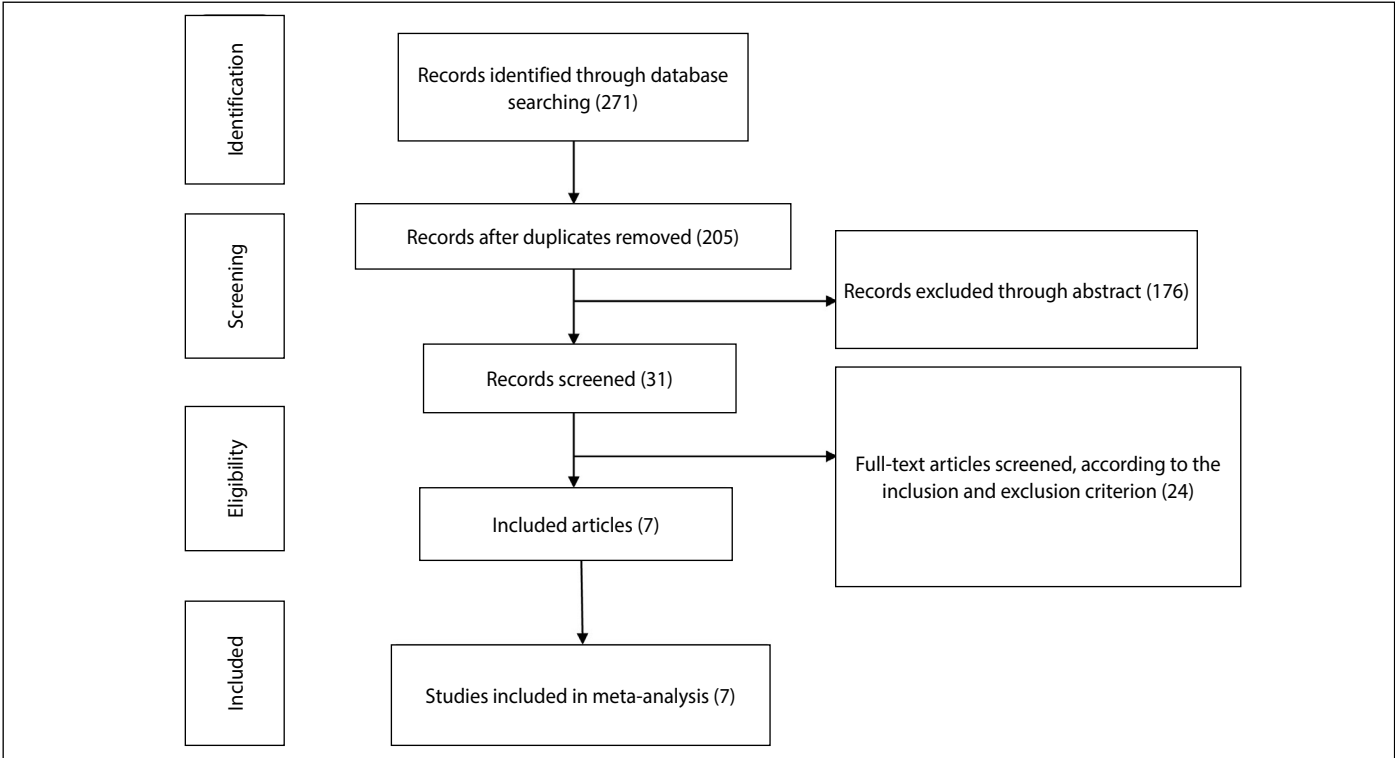 Identification
Records identified through database
searching (271)
Screening
Records after duplicates removed (205)
Records excluded through abstract (176)
Records screened (31)
Eligibility
Full-text articles screened, according to the
inclusion and exclusion criterion (24)
Included articles (7)
Included
Studies included in meta-analysis (7)